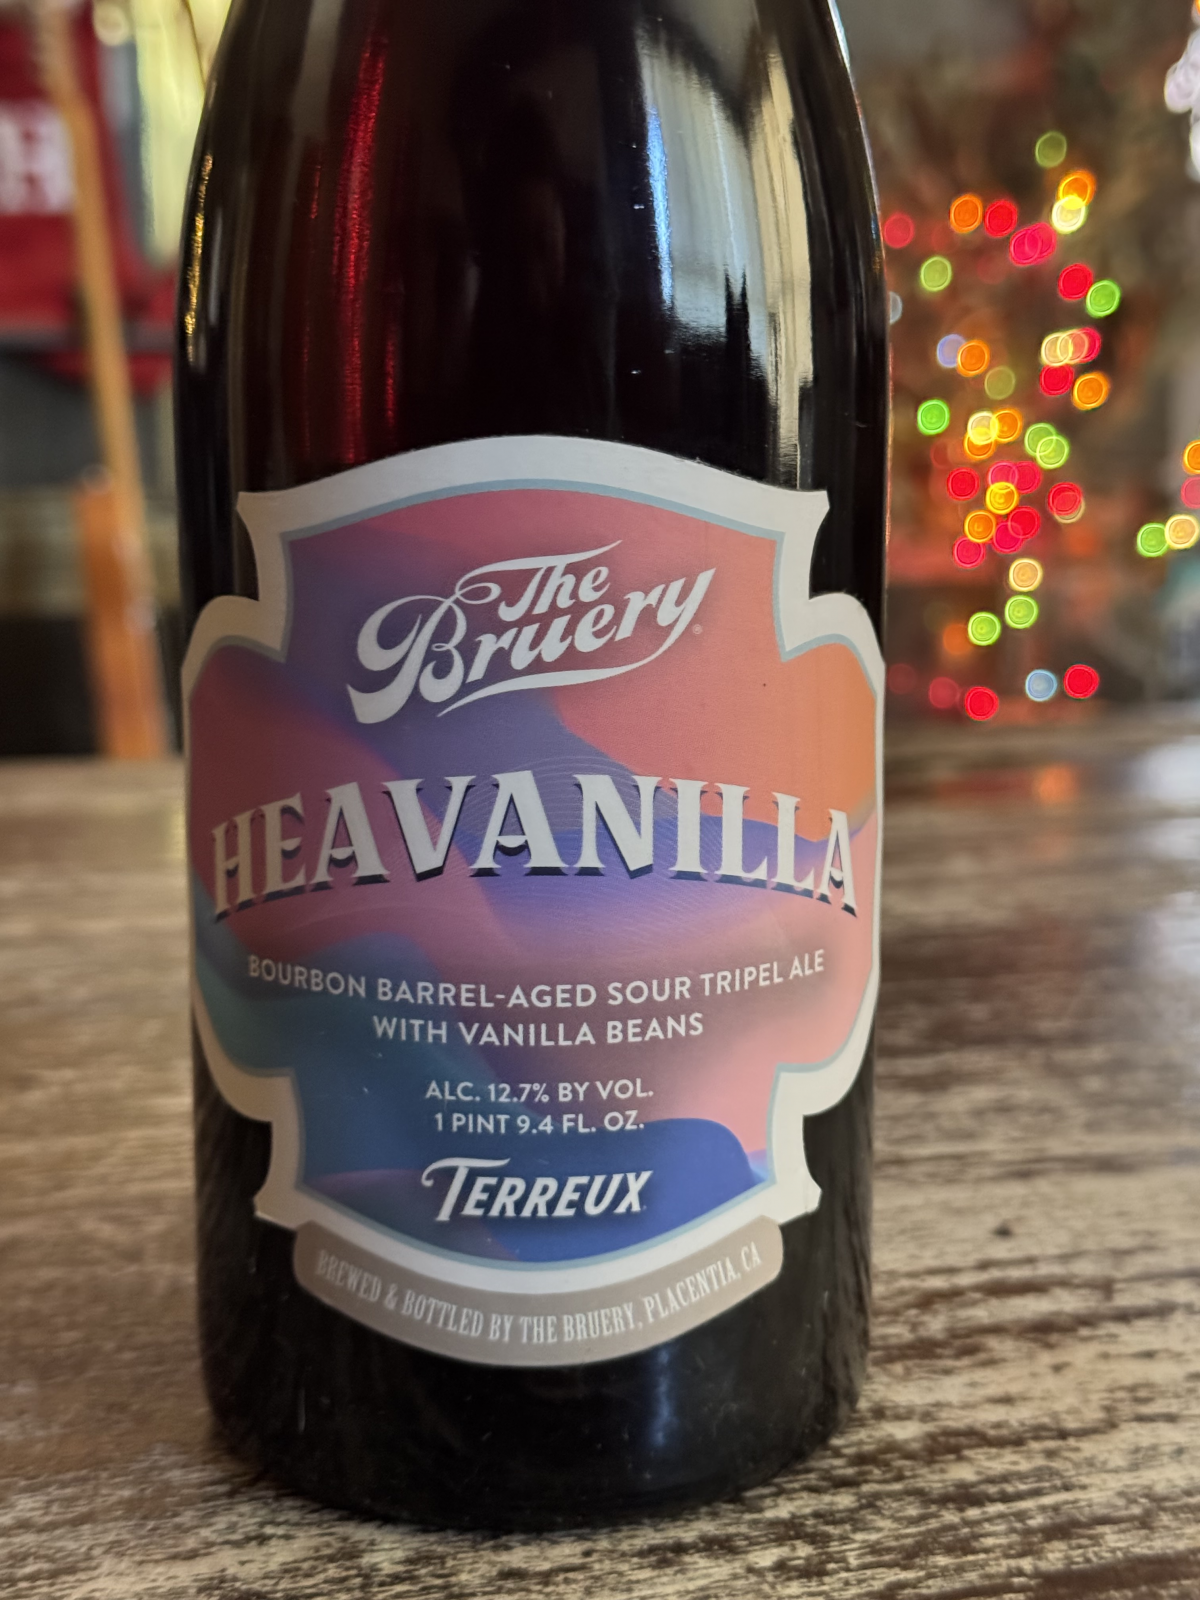 The
Bruery®
HEAVANILLA
BOURBON BARREL-AGED SOUR TRIPEL ALE
WITH VANILLA BEANS
ALC. 12.7% BY VOL.
1 PINT 9.4 FL. OZ.
TERREUX
BREWED & BOTTLED BY THE BRUERY, PLACENTIA, CA